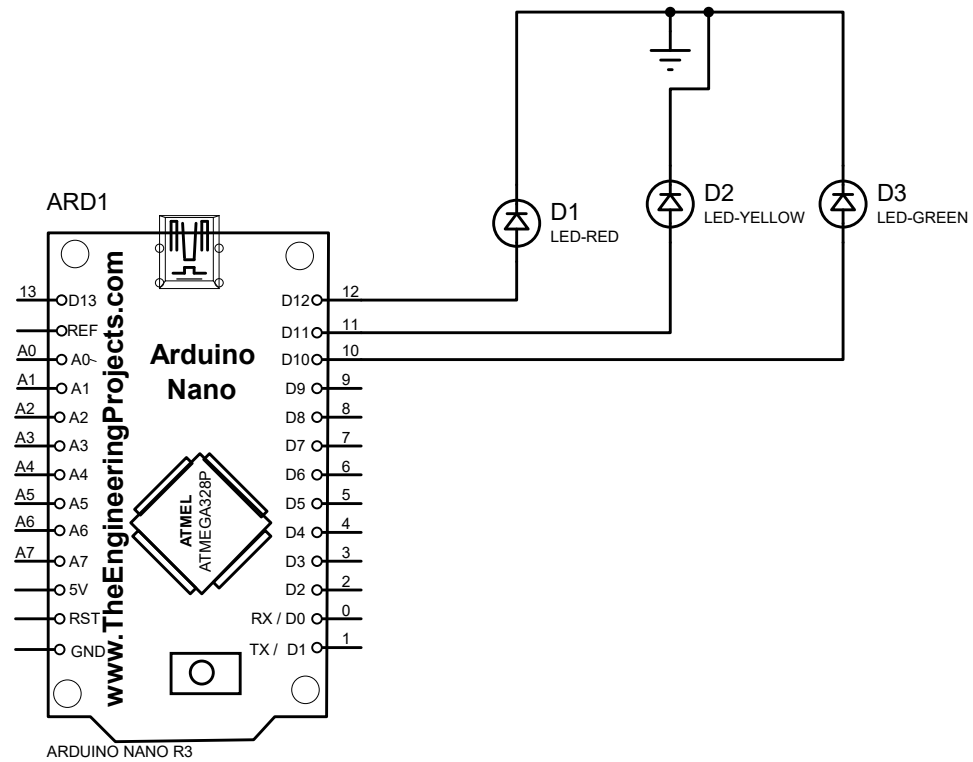 ARD1
D1
LED-RED
D2
LED-YELLOW
D3
LED-GREEN
www.TheEngineeringProjects.com
Arduino
Nano
ATMEL
ATMEGA328P
13 D13
REF
A0 A0~
A1 A1
A2 A2
A3 A3
A4 A4
A5 A5
A6 A6
A7 A7
5V
RST
GND
D12 12
D11 11
D10 10
D9 9
D8 8
D7 7
D6 6
D5 5
D4 4
D3 3
D2 2
RX / D0 0
TX / D1 1
ARDUINO NANO R3